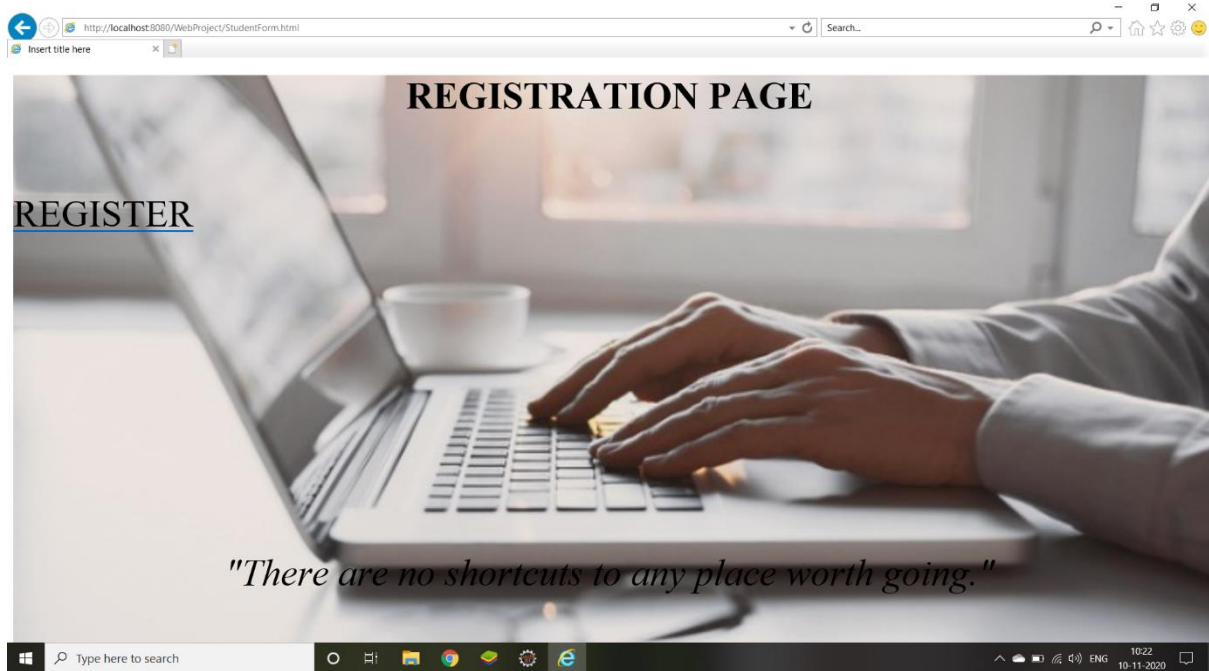 http://localhost:8080/WebProject/StudentForm.html
Search...
Insert title here
REGISTRATION PAGE
REGISTER
"There are no shortcuts to any place worth going."
Type here to search
ENG
10:22
10-11-2020